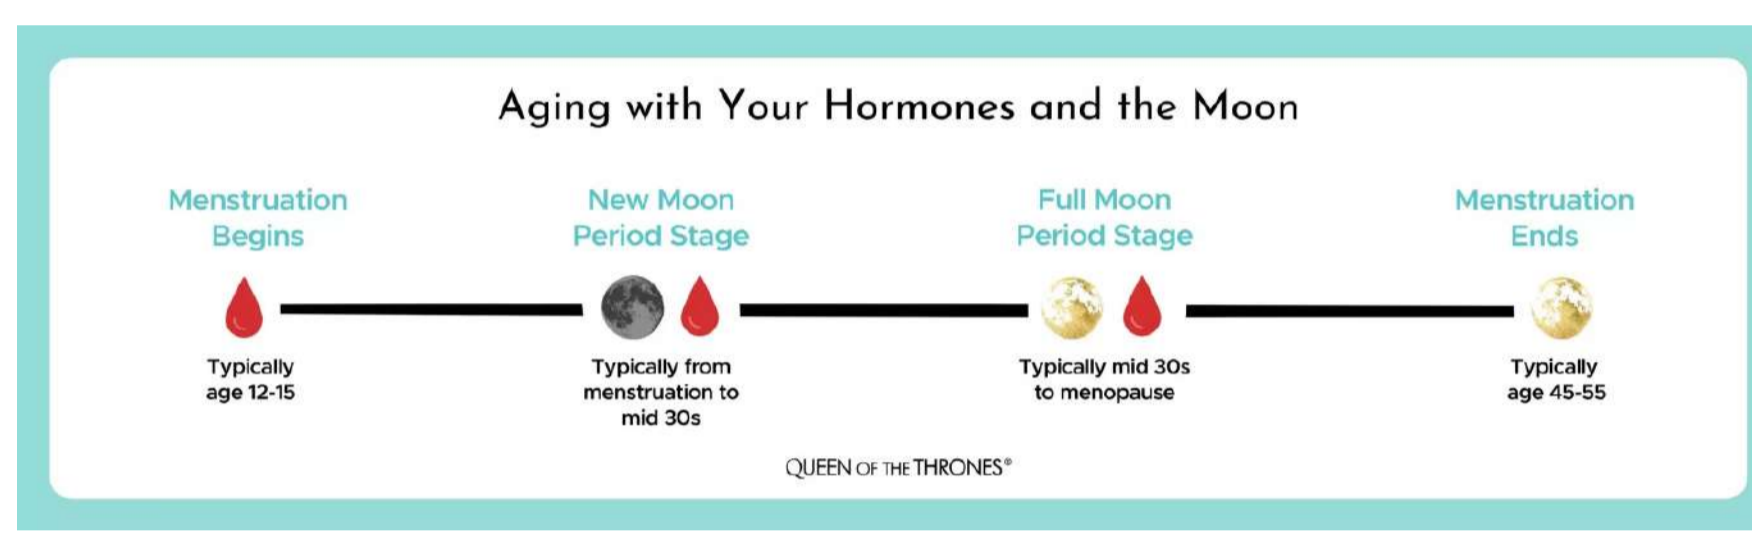 Aging with Your Hormones and the Moon
Menstruation
Begins
Typically
age 12-15
New Moon
Period Stage
Typically from
menstruation to
mid 30s
Full Moon
Period Stage
Typically mid 30s
to menopause
Menstruation
Ends
Typically
age 45-55
QUEEN OF THE THRONES®